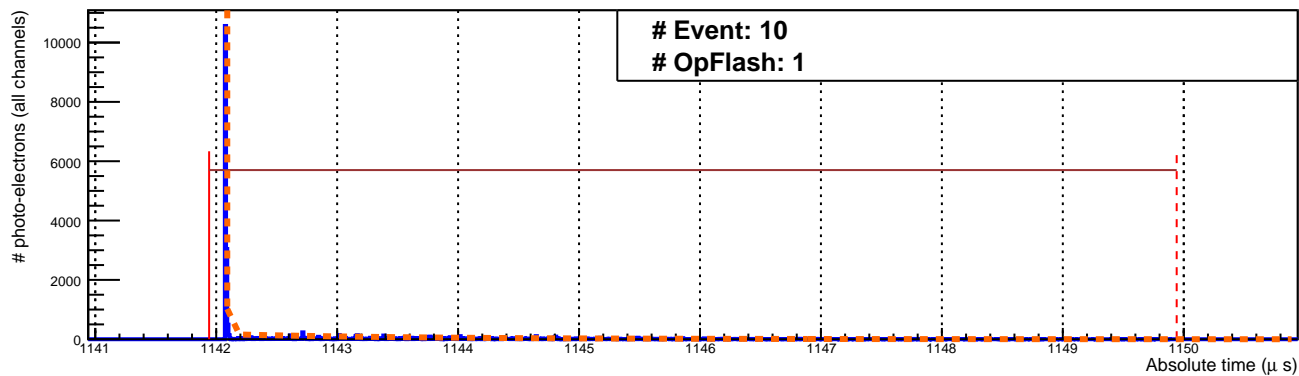 # Event: 10
# OpFlash: 1
# photo-electrons (all channels)
10000
8000
6000
4000
2000
0
1141 1142 1143 1144 1145 1146 1147 1148 1149 1150
Absolute time (μ s)